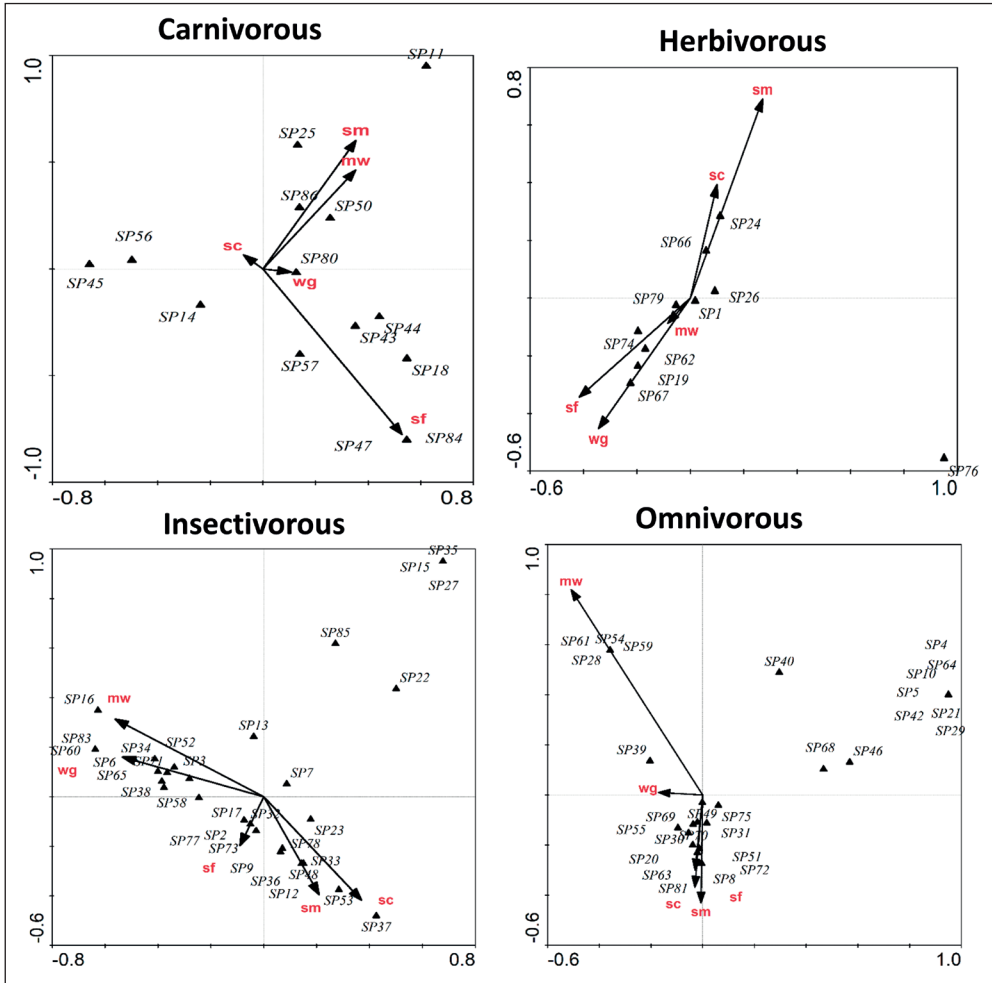 Carnivorous
1.0
SP11
SP25
sm
mw
SP86
SP50
SP56
sc
SP80
wg
SP45
SP14
SP44
SP43
SP57
SP18
sf
SP47
SP84
-1.0
-0.8
0.8
Herbivorous
0.8
sm
sc
SP24
SP66
SP26
SP79
SP1
mw
SP74
SP62
SP19
SP67
sf
wg
-0.6
SP76
-0.6
1.0
Insectivorous
1.0
SP35
SP15
SP27
SP85
SP22
SP16
mw
SP13
SP83
SP52
SP60
SP34
SP6
SP3
wg
SP65
SP7
SP38
SP58
SP17
SP32
SP23
SP2
SP77
SP73
SP78
sf
SP9
SP33
SP48
SP36
SP12
SP53
sm
sc
SP37
-0.6
-0.8
0.8
Omnivorous
1.0
mw
SP61
SP54
SP59
SP28
SP4
SP40
SP64
SP10
SP5
SP42
SP21
SP29
SP39
SP68
SP46
wg
SP69
SP49
SP75
SP55
SP30
SP70
SP31
SP20
SP51
SP63
SP72
SP81
SP8
sc
sm
sf
-0.6
-0.6
1.0